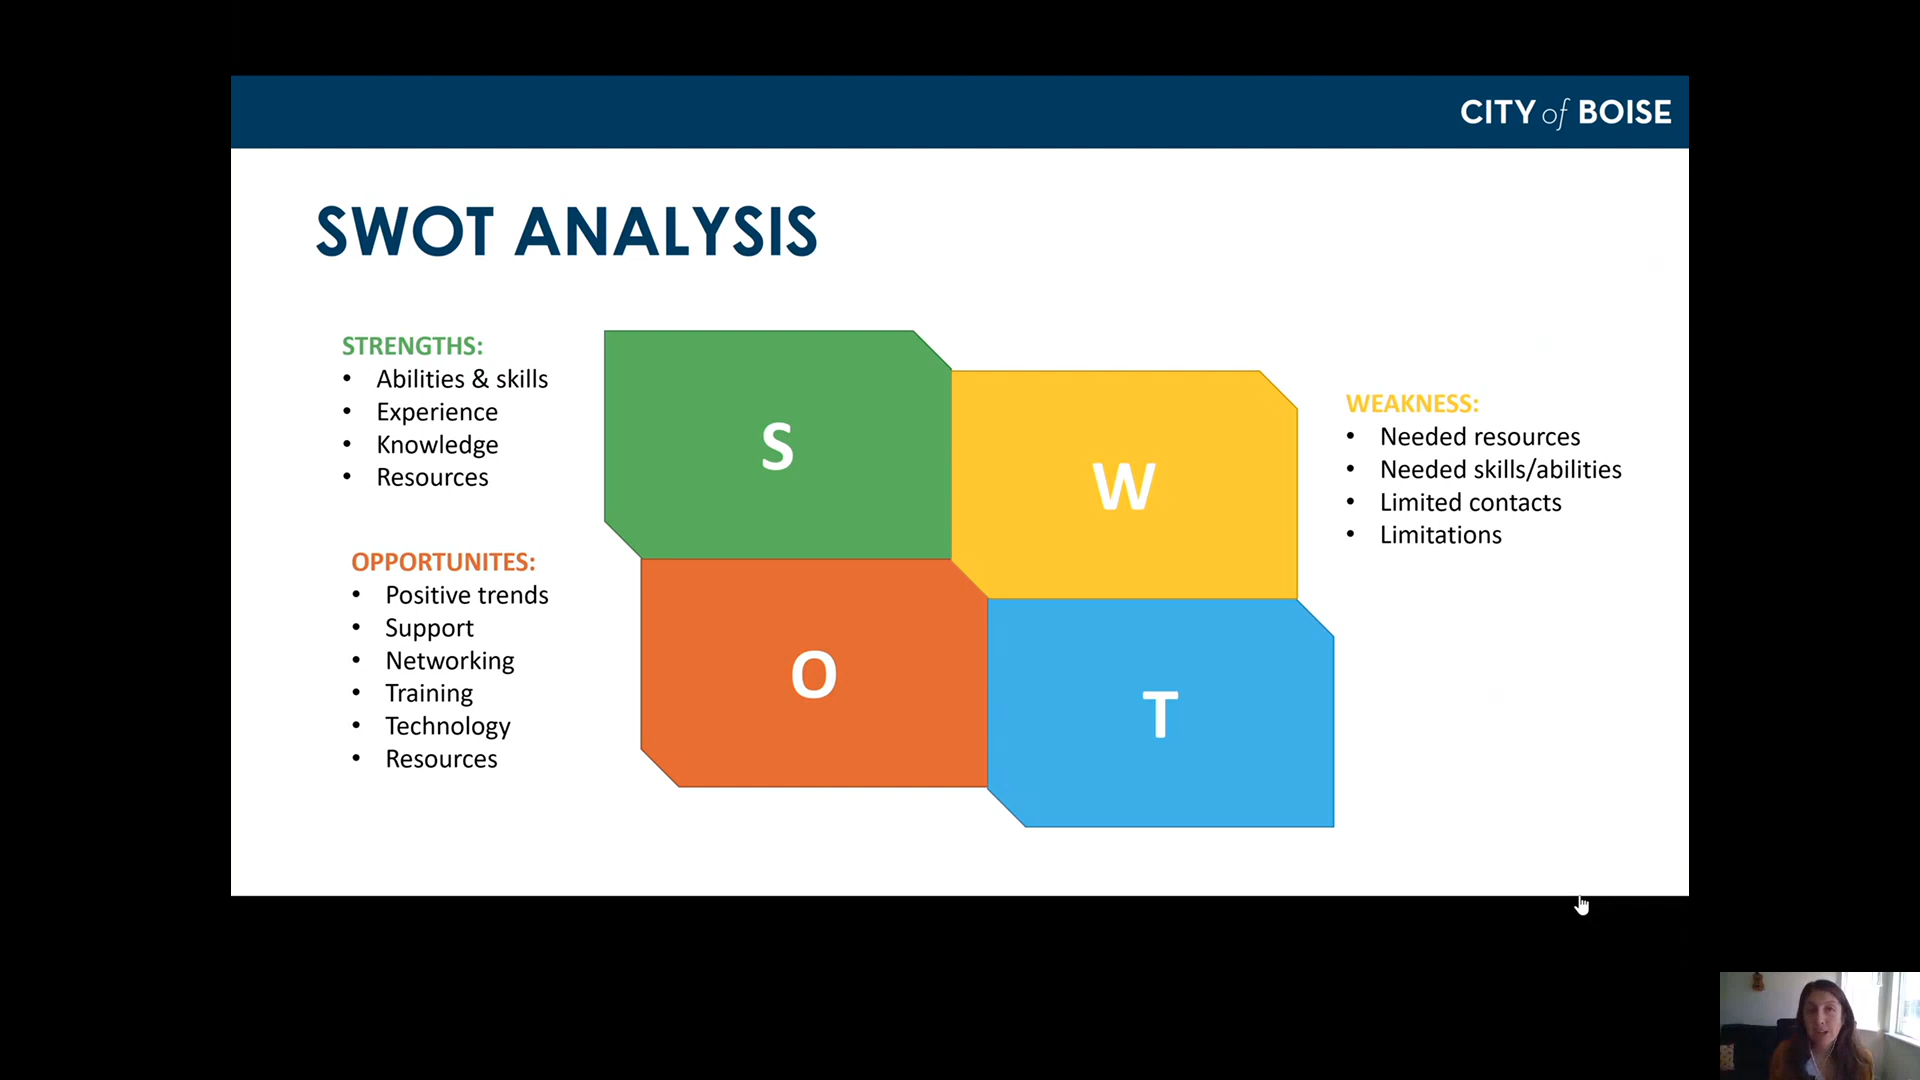 CITY of BOISE
SWOT ANALYSIS
STRENGTHS:
• Abilities & skills
• Experience
• Knowledge
• Resources
OPPORTUNITES:
• Positive trends
• Support
• Networking
• Training
• Technology
• Resources
S
W
O
T
WEAKNESS:
• Needed resources
• Needed skills/abilities
• Limited contacts
• Limitations